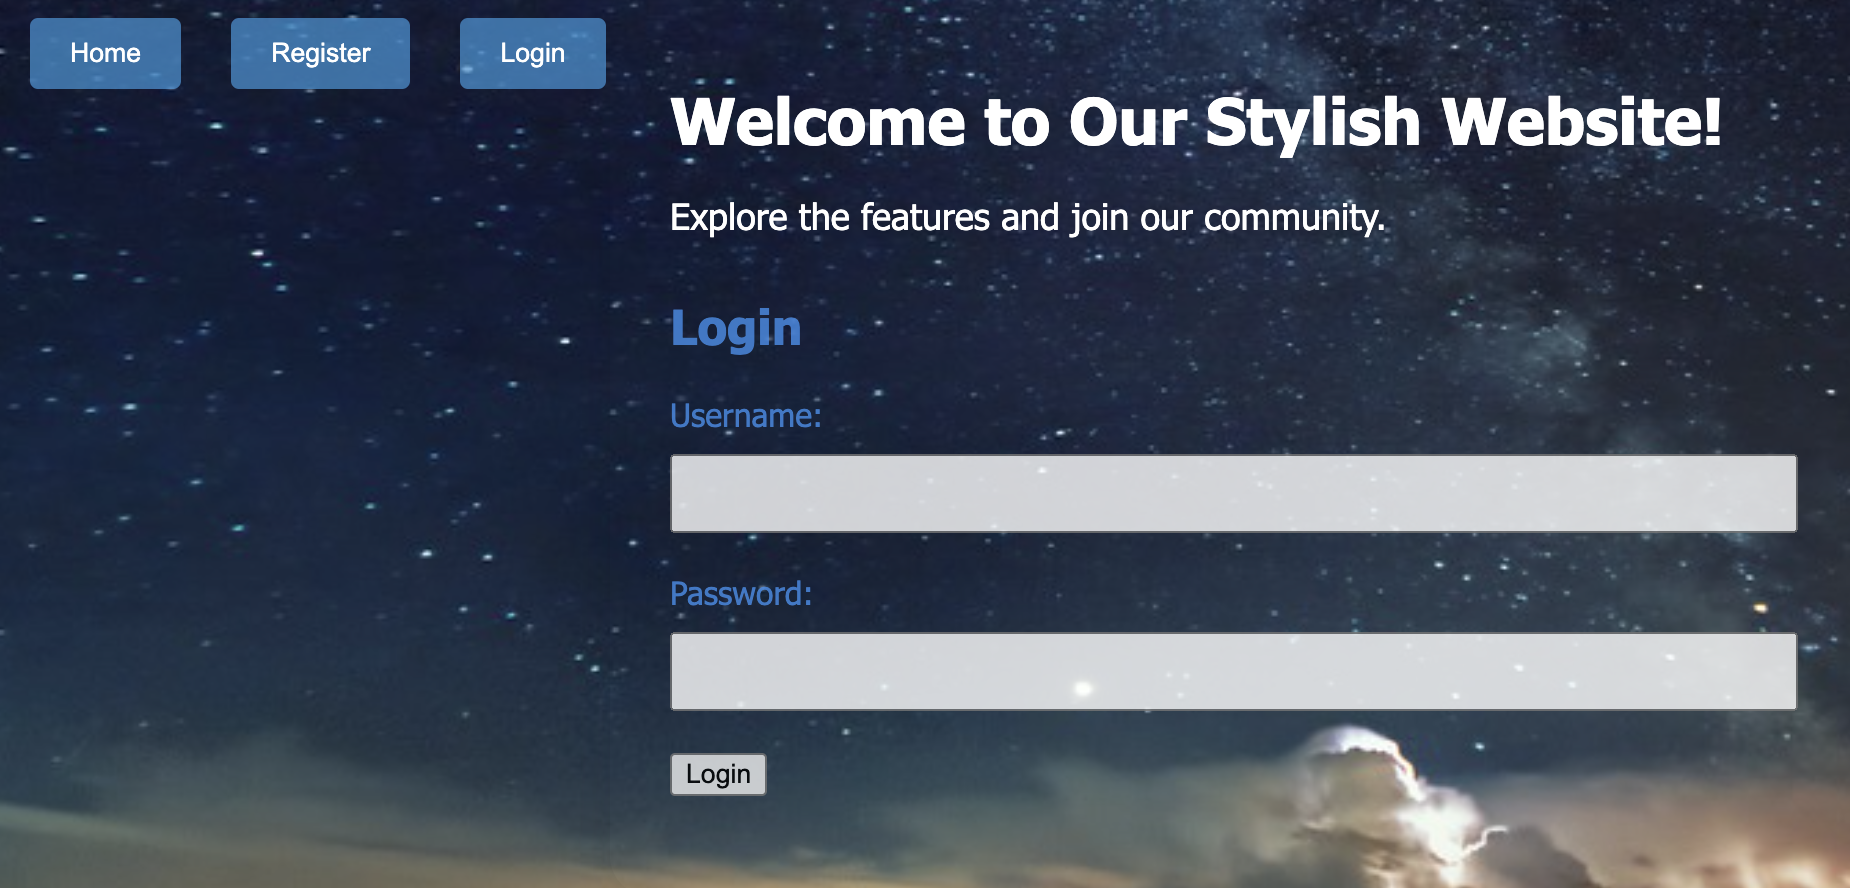 Home Register Login
Welcome to Our Stylish Website!
Explore the features and join our community.
Login
Username:
Password:
Login